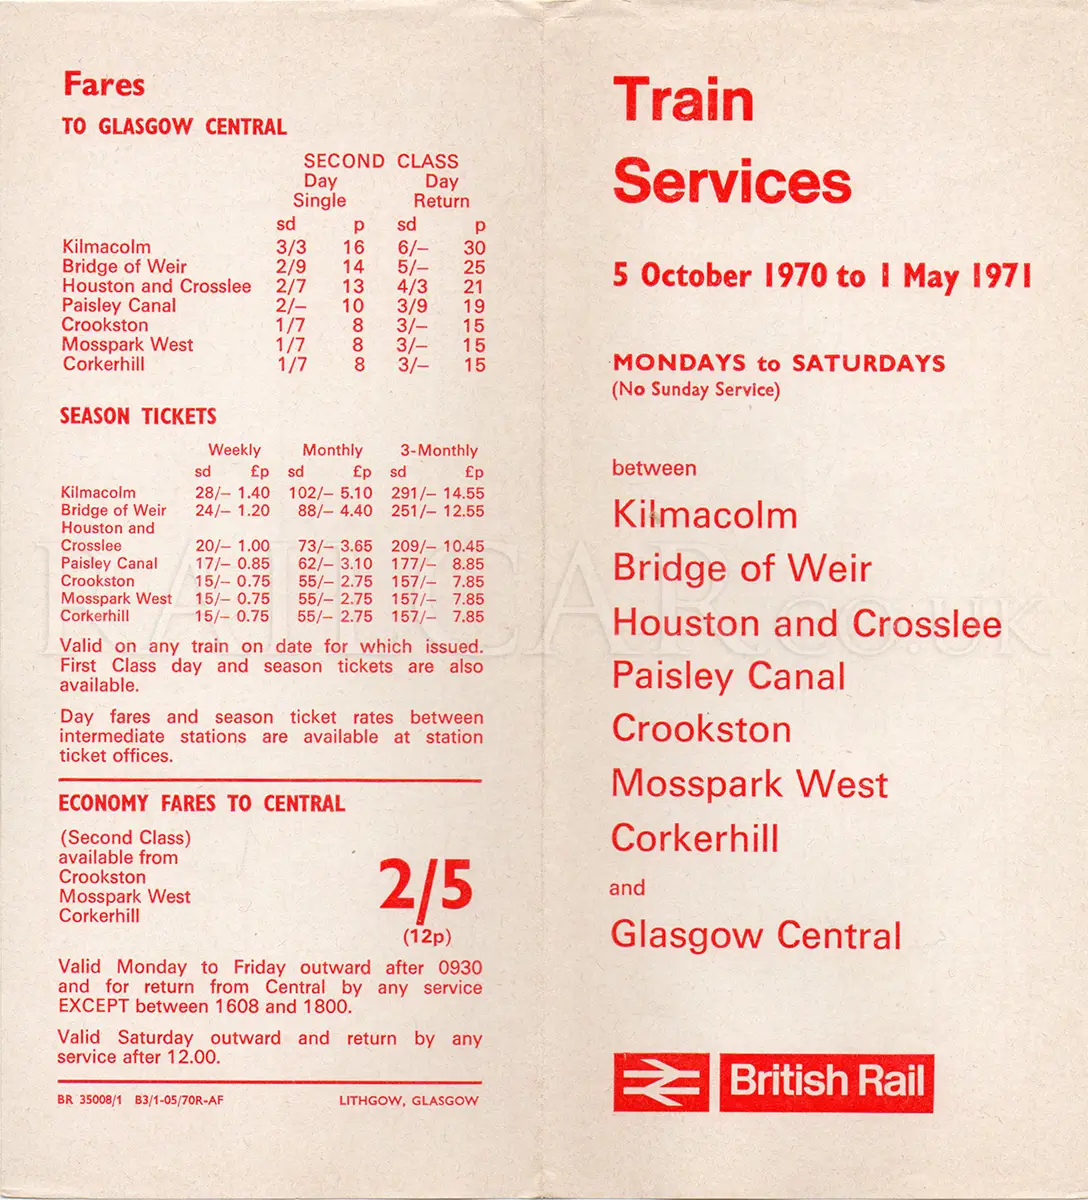 Fares
TO GLASGOW CENTRAL
SECOND CLASS
Day Day
Single Return
sd p sd p
Kilmacolm 3/3 16 6/– 30
Bridge of Weir 2/9 14 5/– 25
Houston and Crosslee 2/7 13 4/3 21
Paisley Canal 2/– 10 3/9 19
Crookston 1/7 8 3/– 15
Mosspark West 1/7 8 3/– 15
Corkerhill 1/7 8 3/– 15
SEASON TICKETS
Weekly Monthly 3-Monthly
sd £p sd £p sd £p
Kilmacolm 28/– 1.40 102/– 5.10 291/– 14.55
Bridge of Weir 24/– 1.20 88/– 4.40 251/– 12.55
Houston and
Crosslee 20/– 1.00 73/– 3.65 209/– 10.45
Paisley Canal 17/– 0.85 62/– 3.10 177/– 8.85
Crookston 15/– 0.75 55/– 2.75 157/– 7.85
Mosspark West 15/– 0.75 55/– 2.75 157/– 7.85
Corkerhill 15/– 0.75 55/– 2.75 157/– 7.85
Valid on any train on date for which issued.
First Class day and season tickets are also
available.
Day fares and season ticket rates between
intermediate stations are available at station
ticket offices.
ECONOMY FARES TO CENTRAL
(Second Class)
available from
Crookston
Mosspark West
Corkerhill
2/5
(12p)
Valid Monday to Friday outward after 0930
and for return from Central by any service
EXCEPT between 1608 and 1800.
Valid Saturday outward and return by any
service after 12.00.
BR 35008/1 B3/1-05/70R-AF LITHGOW, GLASGOW
Train
Services
5 October 1970 to 1 May 1971
MONDAYS to SATURDAYS
(No Sunday Service)
between
Kilmacolm
Bridge of Weir
Houston and Crosslee
Paisley Canal
Crookston
Mosspark West
Corkerhill
and
Glasgow Central
British Rail
RAILCAR.co.uk